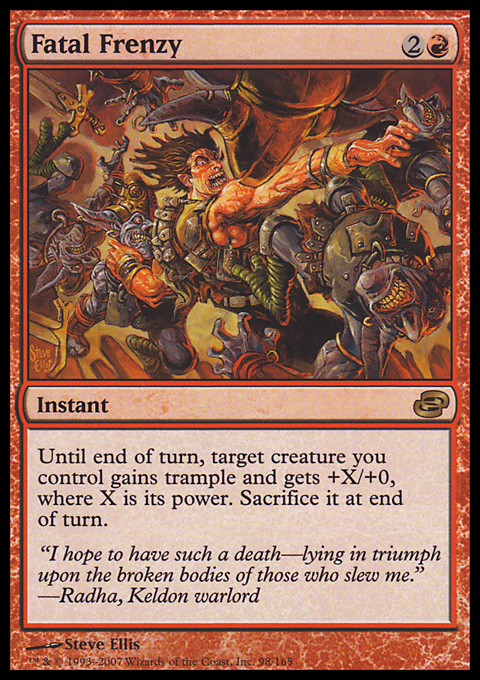 Fatal Frenzy 2
STEVE
ELLIS
Instant
Until end of turn, target creature you
control gains trample and gets +X/+0,
where X is its power. Sacrifice it at end
of turn.
“I hope to have such a death—lying in triumph
upon the broken bodies of those who slew me.”
—Radha, Keldon warlord
Steve Ellis
™ & © 1993–2007 Wizards of the Coast, Inc. 98/165